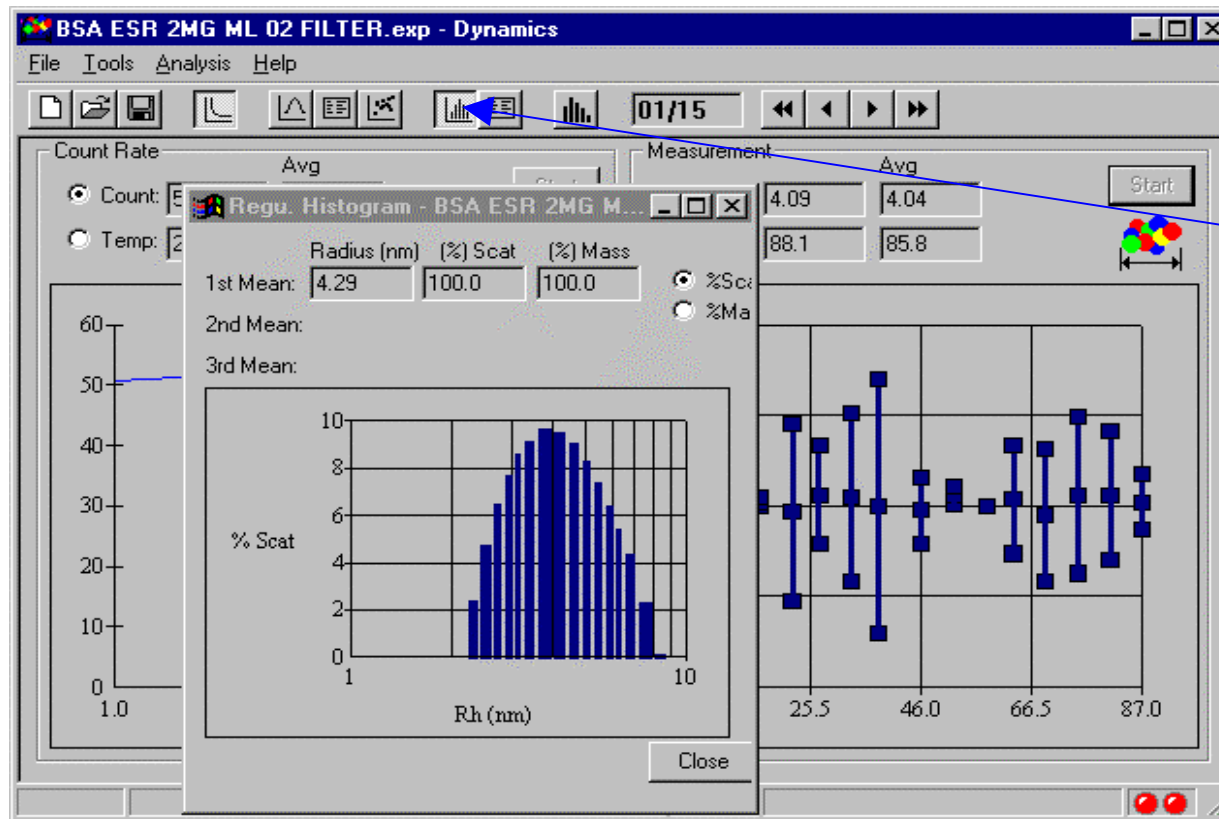 BSA ESR 2MG ML 02 FILTER.exp - Dynamics
File Tools Analysis Help
01/15
Count Rate
Avg
Count:
Temp:
Measurement
Avg
4.09 4.04
88.1 85.8
Start
Regu. Histogram - BSA ESR 2MG M...
Radius (nm) (%) Scat (%) Mass
1st Mean: 4.29 100.0 100.0
2nd Mean:
3rd Mean:
%Sca
%Ma
% Scat
10
8
6
4
2
0
1 10
Rh (nm)
Close
60
50
40
30
20
10
0
1.0
25.5 46.0 66.5 87.0